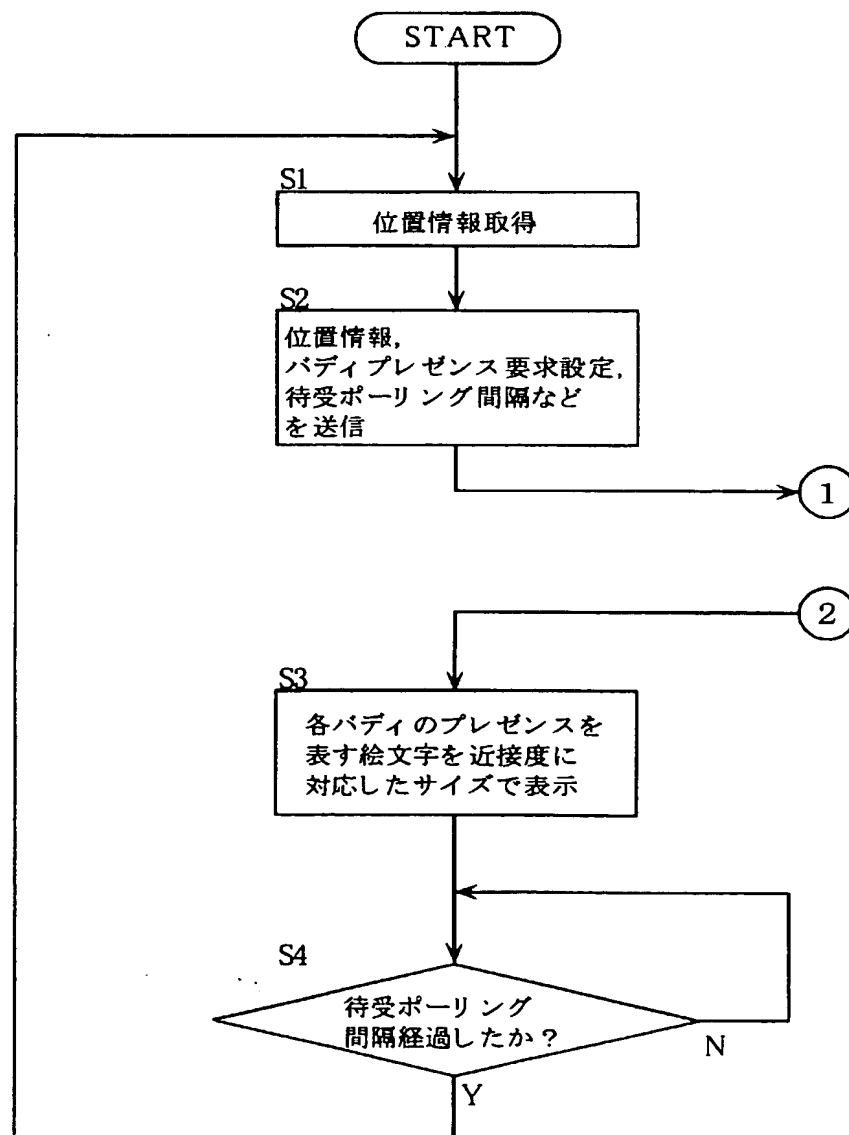 START
S1
位置情報取得
S2
位置情報,
バディプレゼンス要求設定,
待受ポーリング間隔など
を送信
1
2
S3
各バディのプレゼンスを
表す絵文字を近接度に
対応したサイズで表示
S4
待受ポーリング
間隔経過したか？
N
Y